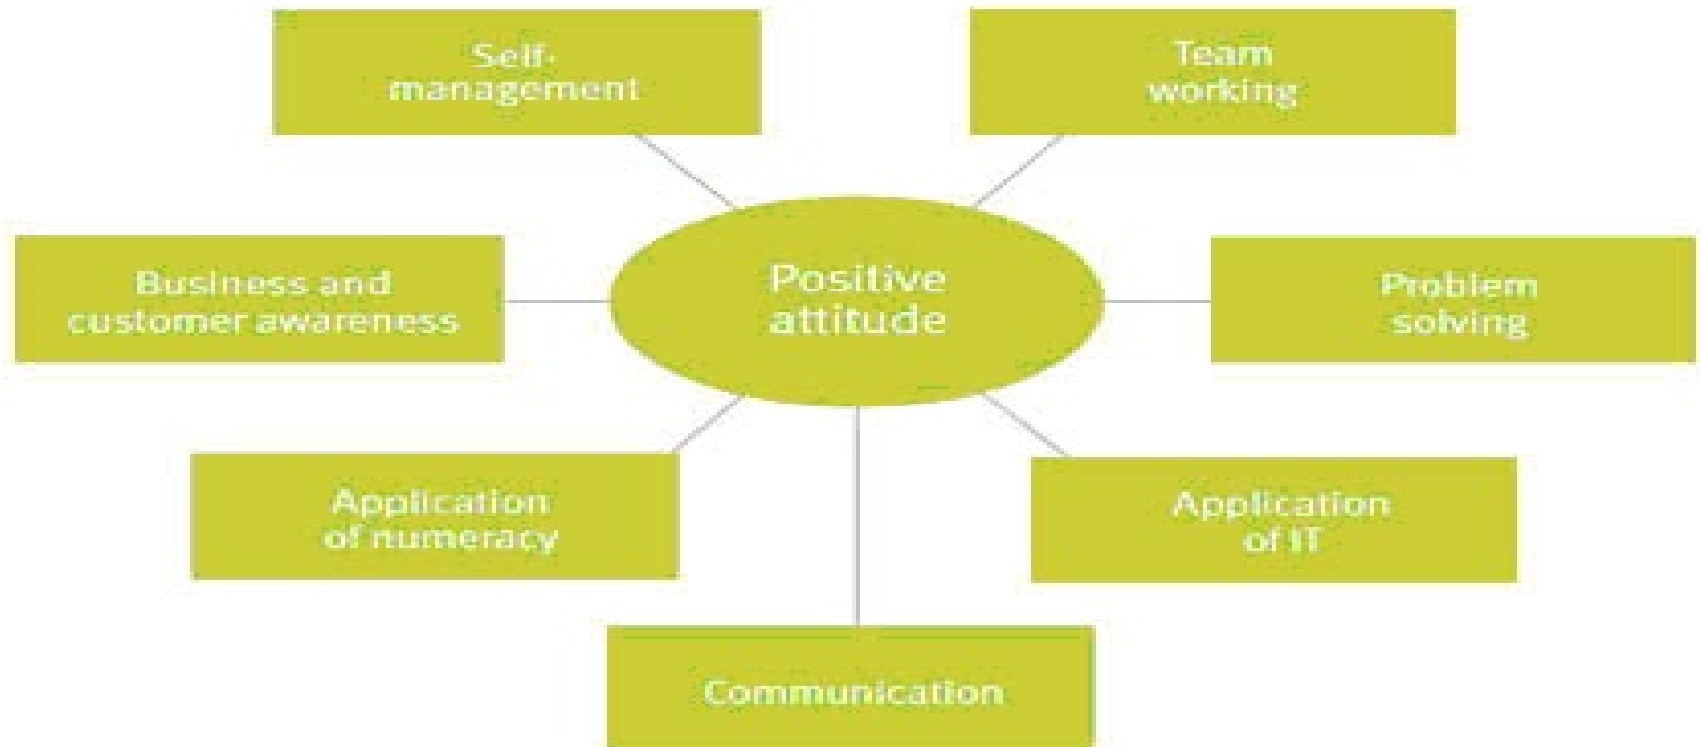 Self-
management
Team
working
Business and
customer awareness
Positive
attitude
Problem
solving
Application
of numeracy
Application
of IT
Communication